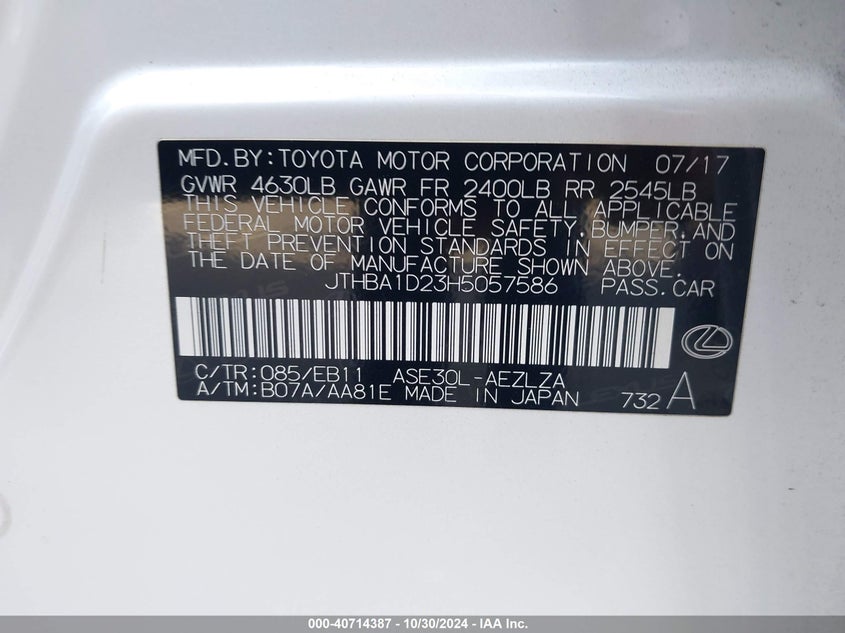 MFD.BY:TOYOTA MOTOR CORPORATION 07/17
GVWR 4630LB GAWR FR 2400LB RR 2545LB
THIS VEHICLE CONFORMS TO ALL APPLICABLE
FEDERAL MOTOR VEHICLE SAFETY,BUMPER,AND
THEFT PREVENTION STANDARDS IN EFFECT ON
THE DATE OF MANUFACTURE SHOWN ABOVE.
JTHBA1D23H5057586 PASS.CAR
C/TR:085/EB11 ASE30L-AEZLZA
A/TM:B07A/AA81E MADE IN JAPAN 732 A
000-40714387 - 10/30/2024 - IAA Inc.